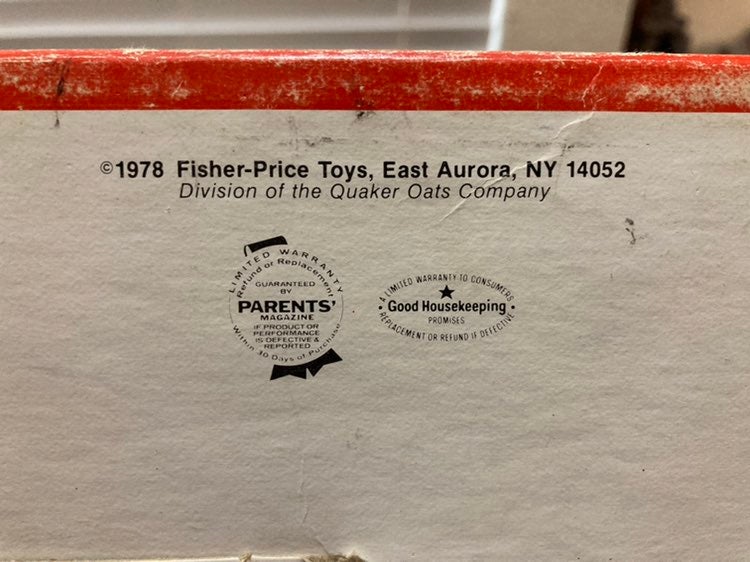 ©1978 Fisher-Price Toys, East Aurora, NY 14052
Division of the Quaker Oats Company
LIMITED WARRANTY
Refund or Replacement
GUARANTEED
BY
PARENTS'
MAGAZINE
IF PRODUCT OR
PERFORMANCE
IS DEFECTIVE &
REPORTED
Within 30 Days of Purchase
A LIMITED WARRANTY TO CONSUMERS
★
Good Housekeeping
PROMISES
REPLACEMENT OR REFUND IF DEFECTIVE